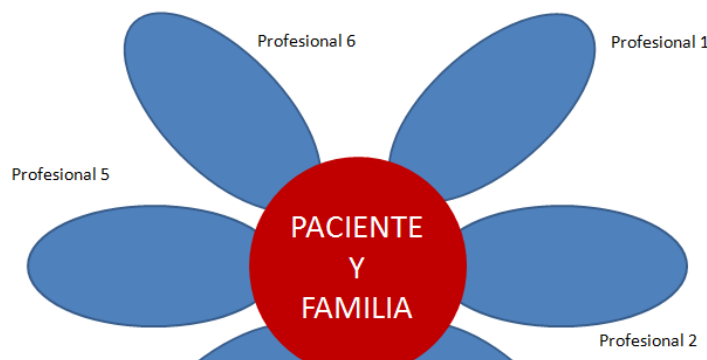 Profesional 6
Profesional 1
Profesional 5
PACIENTE
Y
FAMILIA
Profesional 2